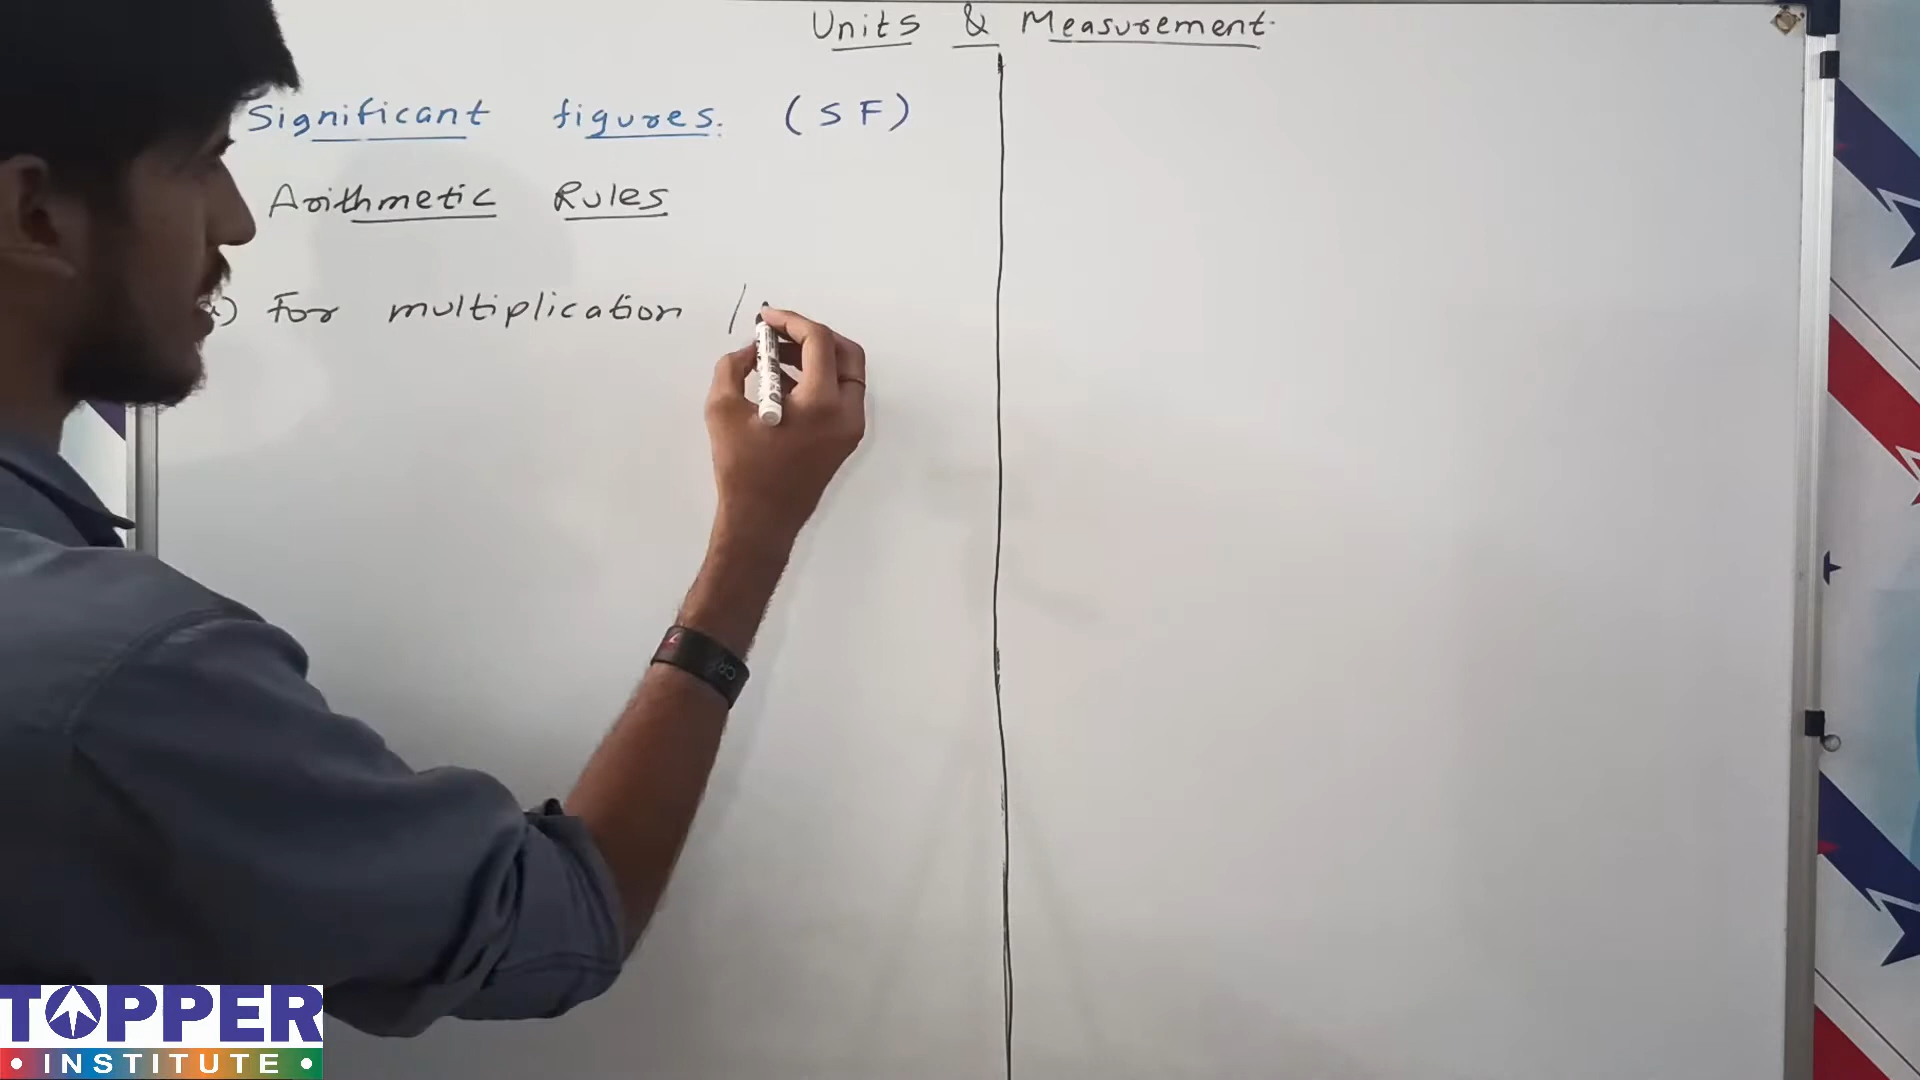 Units & Measurement
Significant figures. (SF)
Arithmetic Rules
a) For multiplication /
TOPPER
• INSTITUTE •